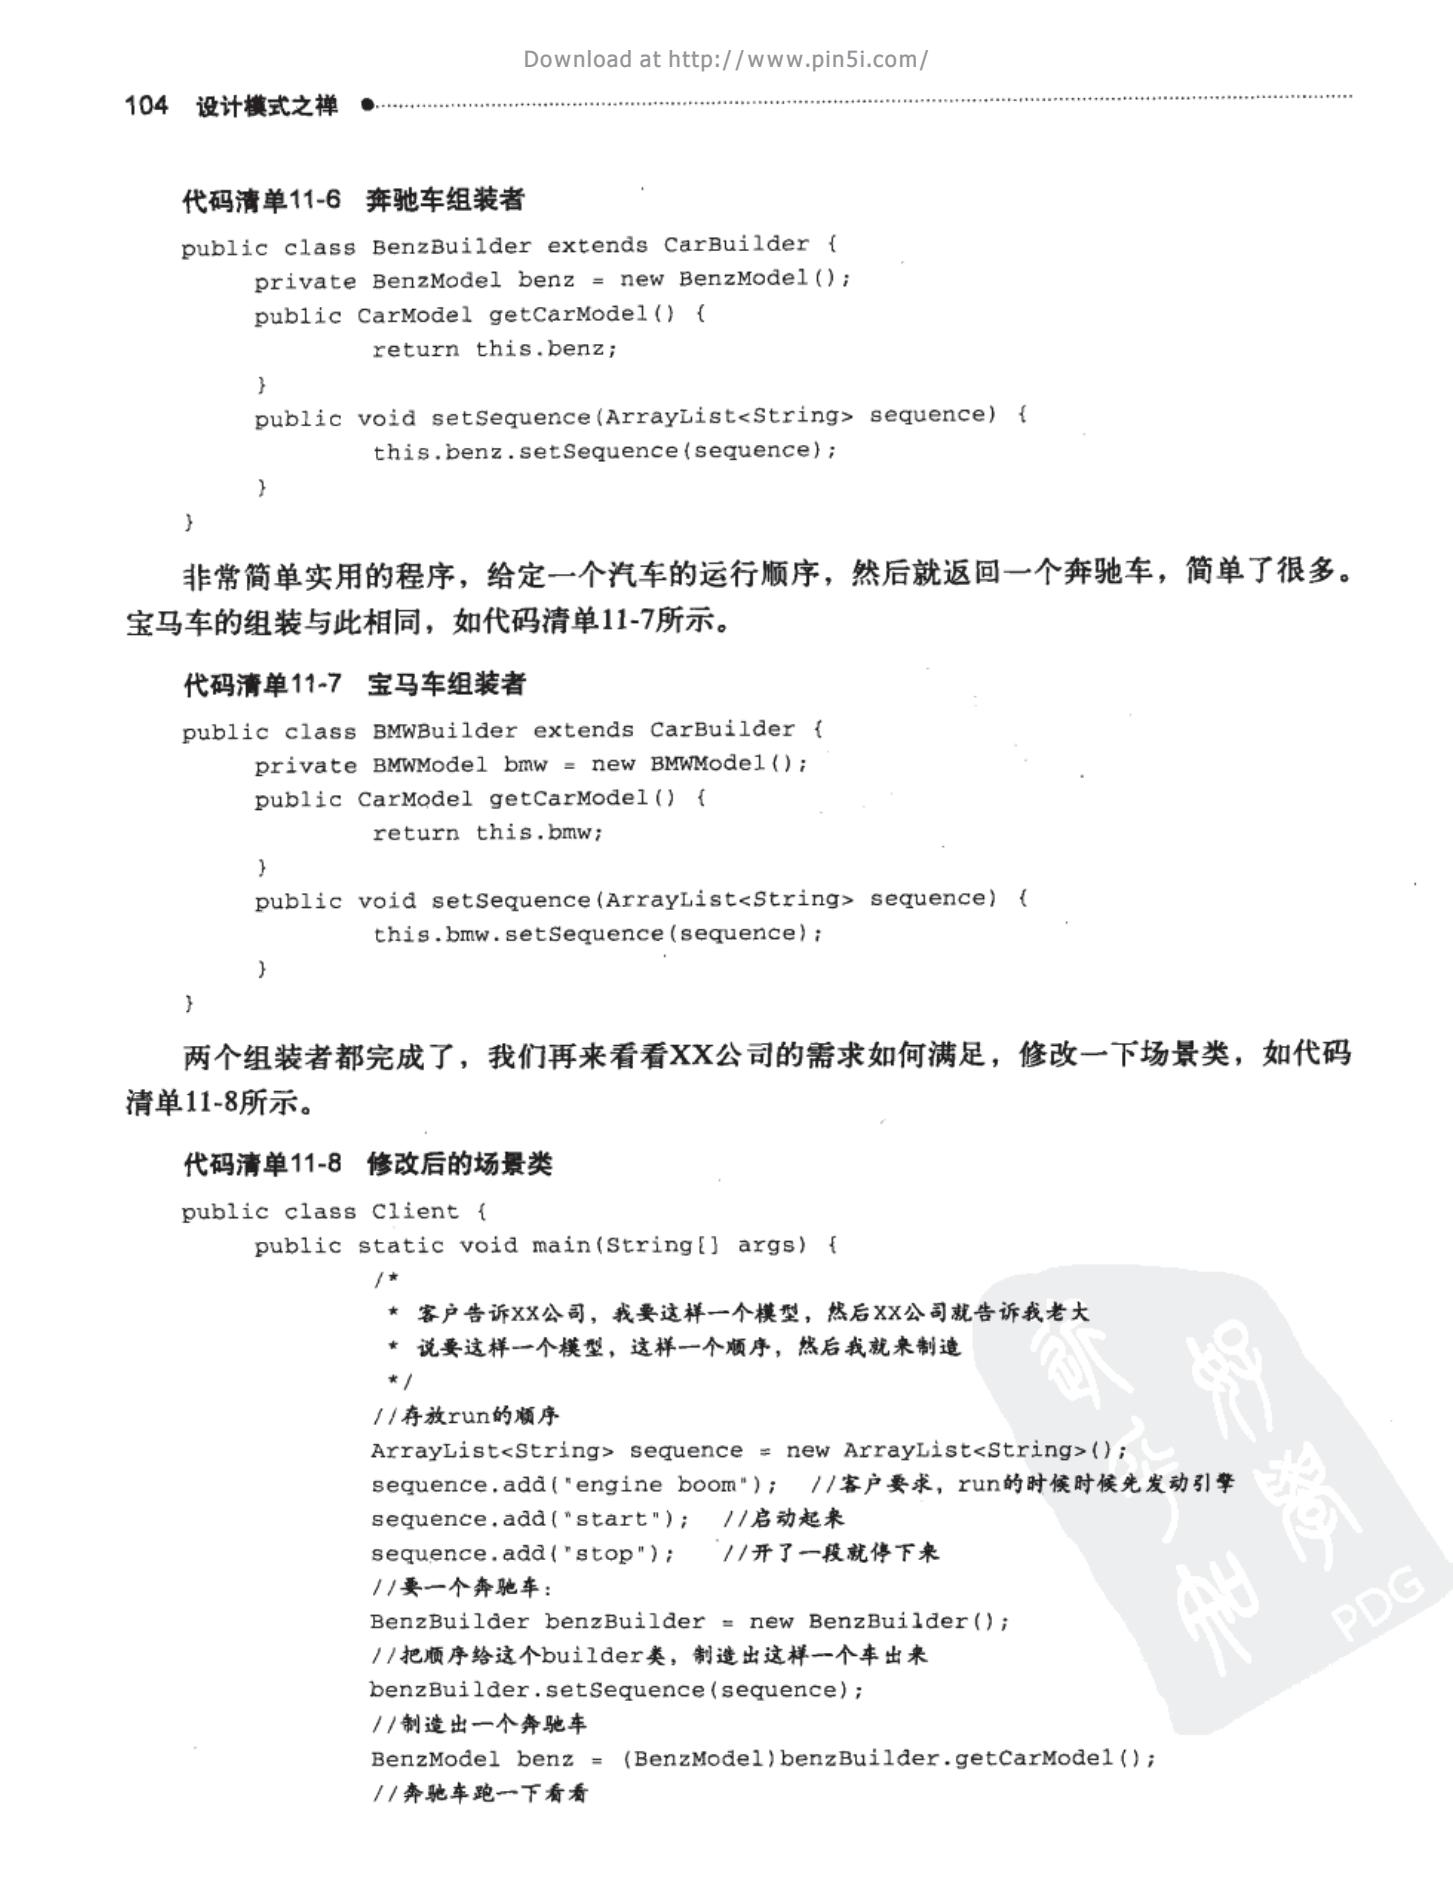 Download at http://www.pin5i.com/
104 设计模式之禅
代码清单11-6 奔驰车组装者
public class BenzBuilder extends CarBuilder {
private BenzModel benz = new BenzModel();
public CarModel getCarModel() {
return this.benz;
}
public void setSequence(ArrayList<String> sequence) {
this.benz.setSequence(sequence);
}
}
非常简单实用的程序，给定一个汽车的运行顺序，然后就返回一个奔驰车，简单了很多。
宝马车的组装与此相同，如代码清单11-7所示。
代码清单11-7 宝马车组装者
public class BMWBuilder extends CarBuilder {
private BMWModel bmw = new BMWModel();
public CarModel getCarModel() {
return this.bmw;
}
public void setSequence(ArrayList<String> sequence) {
this.bmw.setSequence(sequence);
}
}
两个组装者都完成了，我们再来看看XX公司的需求如何满足，修改一下场景类，如代码
清单11-8所示。
代码清单11-8 修改后的场景类
public class Client {
public static void main(String[] args) {
/*
* 客户告诉XX公司，我要这样一个模型，然后XX公司就告诉我老大
* 说要这样一个模型，这样一个顺序，然后我就来制造
*/
//存放run的顺序
ArrayList<String> sequence = new ArrayList<String>();
sequence.add("engine boom"); //客户要求，run的时候时候先发动引擎
sequence.add("start"); //启动起来
sequence.add("stop"); //开了一段就停下来
//要一个奔驰车：
BenzBuilder benzBuilder = new BenzBuilder();
//把顺序给这个builder类，制造出这样一个车出来
benzBuilder.setSequence(sequence);
//制造出一个奔驰车
BenzModel benz = (BenzModel)benzBuilder.getCarModel();
//奔驰车跑一下看看
PDG